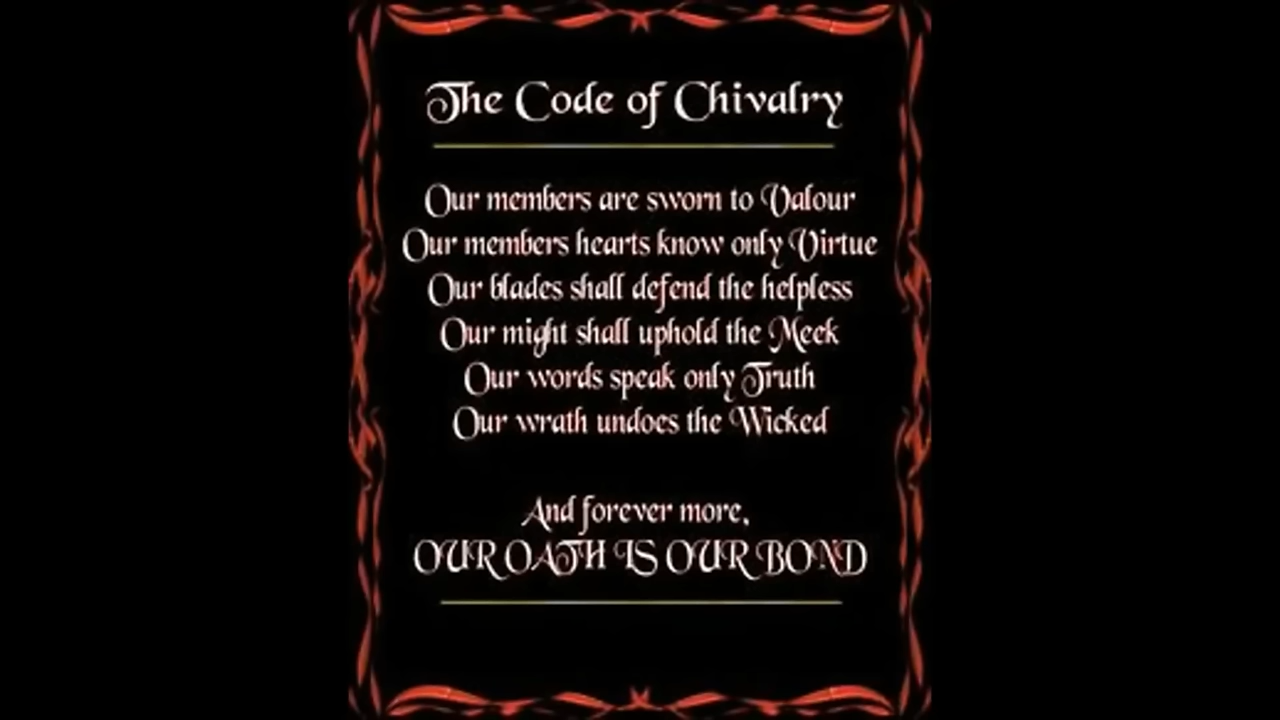 The Code of Chivalry
Our members are sworn to Valour
Our members hearts know only Virtue
Our blades shall defend the helpless
Our might shall uphold the Meek
Our words speak only Truth
Our wrath undoes the Wicked
And forever more,
OUR OATH IS OUR BOND